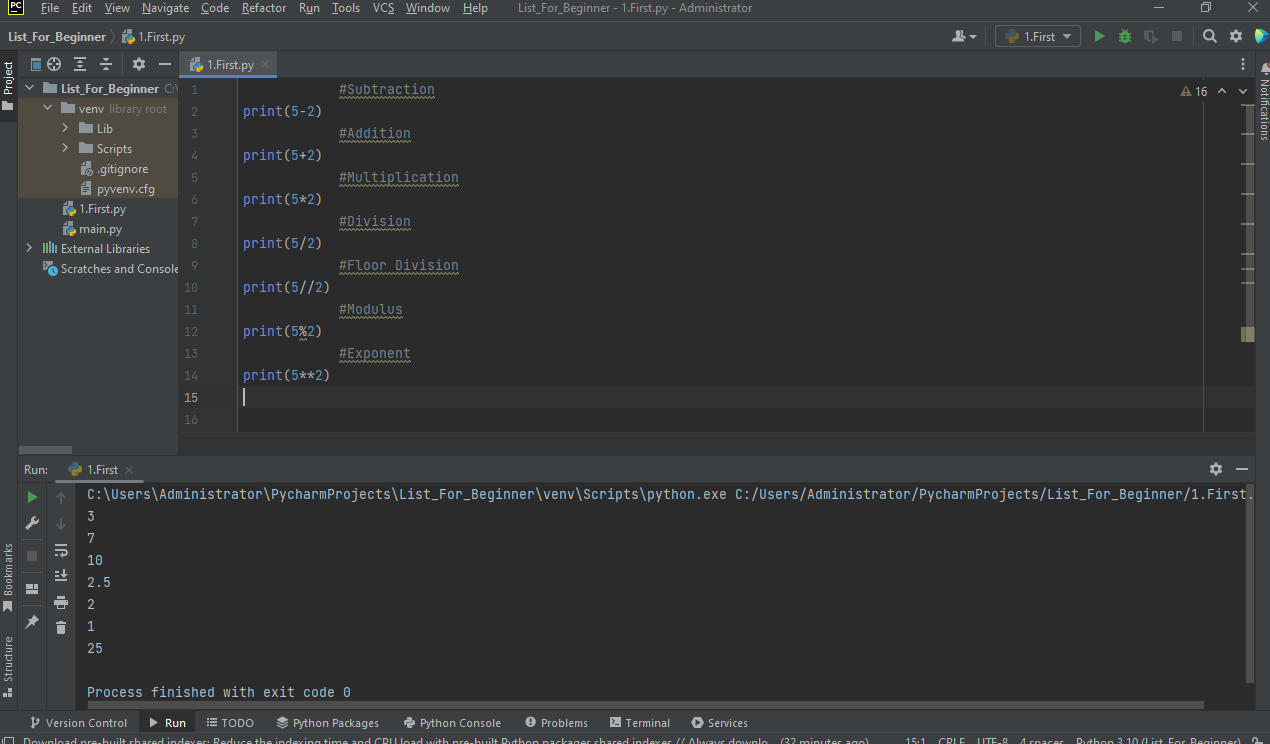 PC File Edit View Navigate Code Refactor Run Tools VCS Window Help List_For_Beginner - 1.First.py - Administrator
List_For_Beginner 1.First.py 1.First
Project
1.First.py
List_For_Beginner C:\
venv library root
Lib
Scripts
.gitignore
pyvenv.cfg
1.First.py
main.py
External Libraries
Scratches and Console
16
Notifications
1 #Subtraction
2 print(5-2)
3 #Addition
4 print(5+2)
5 #Multiplication
6 print(5*2)
7 #Division
8 print(5/2)
9 #Floor Division
10 print(5//2)
11 #Modulus
12 print(5%2)
13 #Exponent
14 print(5**2)
15
16
Run: 1.First
C:\Users\Administrator\PycharmProjects\List_For_Beginner\venv\Scripts\python.exe C:/Users/Administrator/PycharmProjects/List_For_Beginner/1.First.
3
7
10
2.5
2
1
25
Process finished with exit code 0
Bookmarks
Structure
Version Control Run TODO Python Packages Python Console Problems Terminal Services
Download pre-built shared indexes: Reduce the indexing time and CPU load with pre-built Python packages shared indexes // Always downlo... (32 minutes ago) 15:1 CRLF UTF-8 4 spaces Python 3.10 (List_For_Beginner)